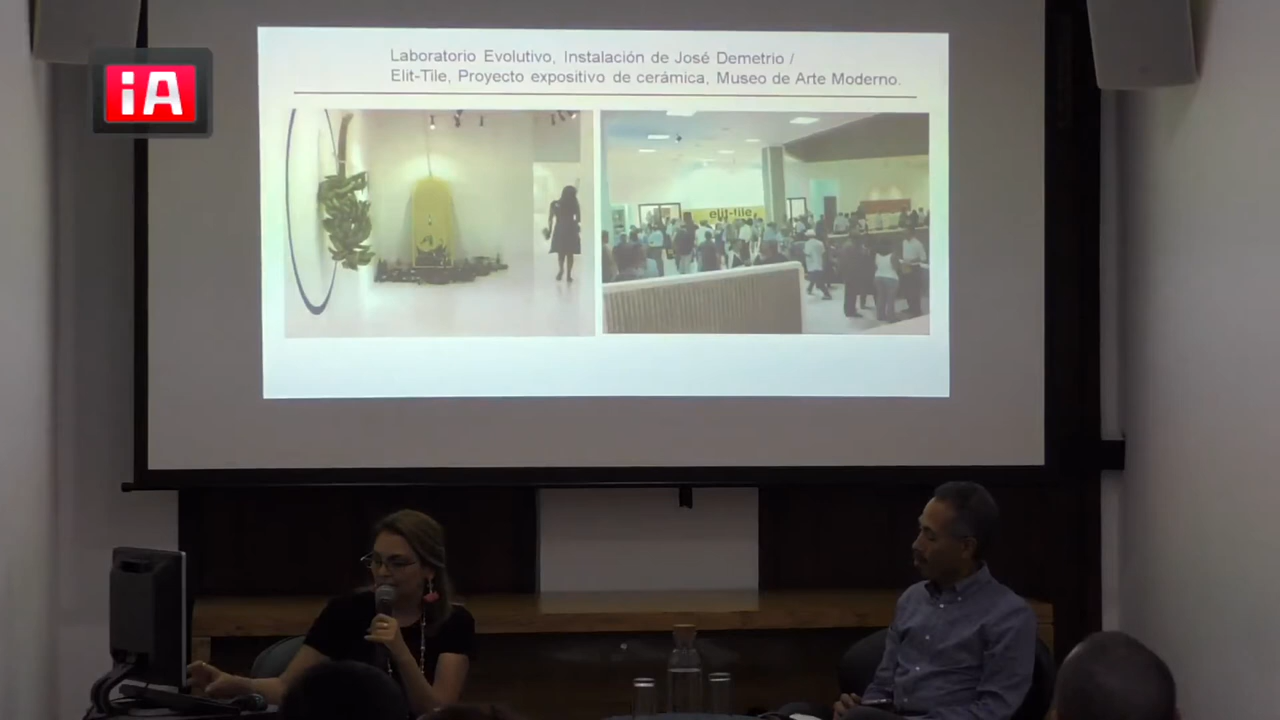 iA
Laboratorio Evolutivo, Instalación de José Demetrio /
Elit-Tile, Proyecto expositivo de cerámica, Museo de Arte Moderno.
elit-tile